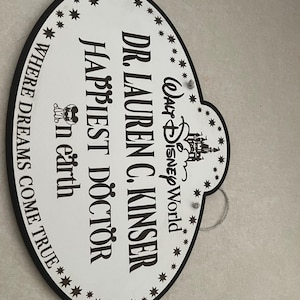 WALT DISNEY World
DR. LAUREN C. KINSER
HAPPIEST DOCTOR
On earth
WHERE DREAMS COME TRUE